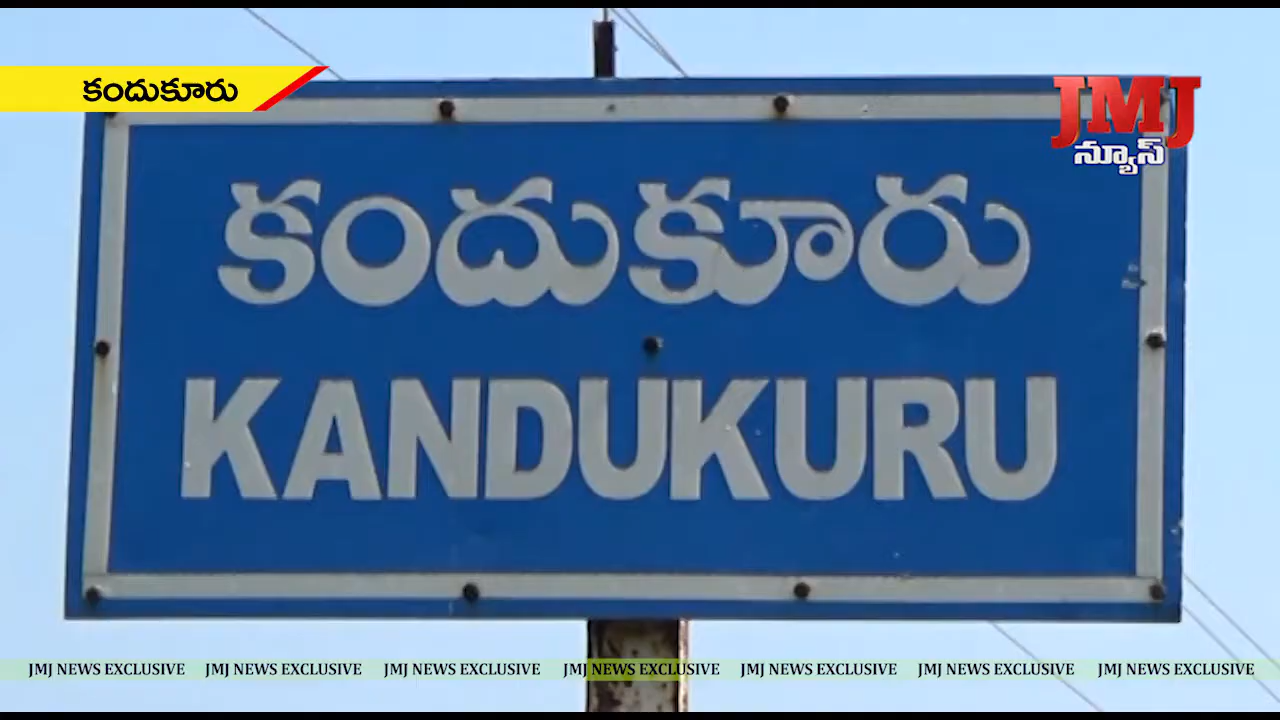 కందుకూరు
JMJ
న్యూస్
కందుకూరు
KANDUKURU
JMJ NEWS EXCLUSIVE JMJ NEWS EXCLUSIVE JMJ NEWS EXCLUSIVE JMJ NEWS EXCLUSIVE JMJ NEWS EXCLUSIVE JMJ NEWS EXCLUSIVE JMJ NEWS EXCLUSIVE